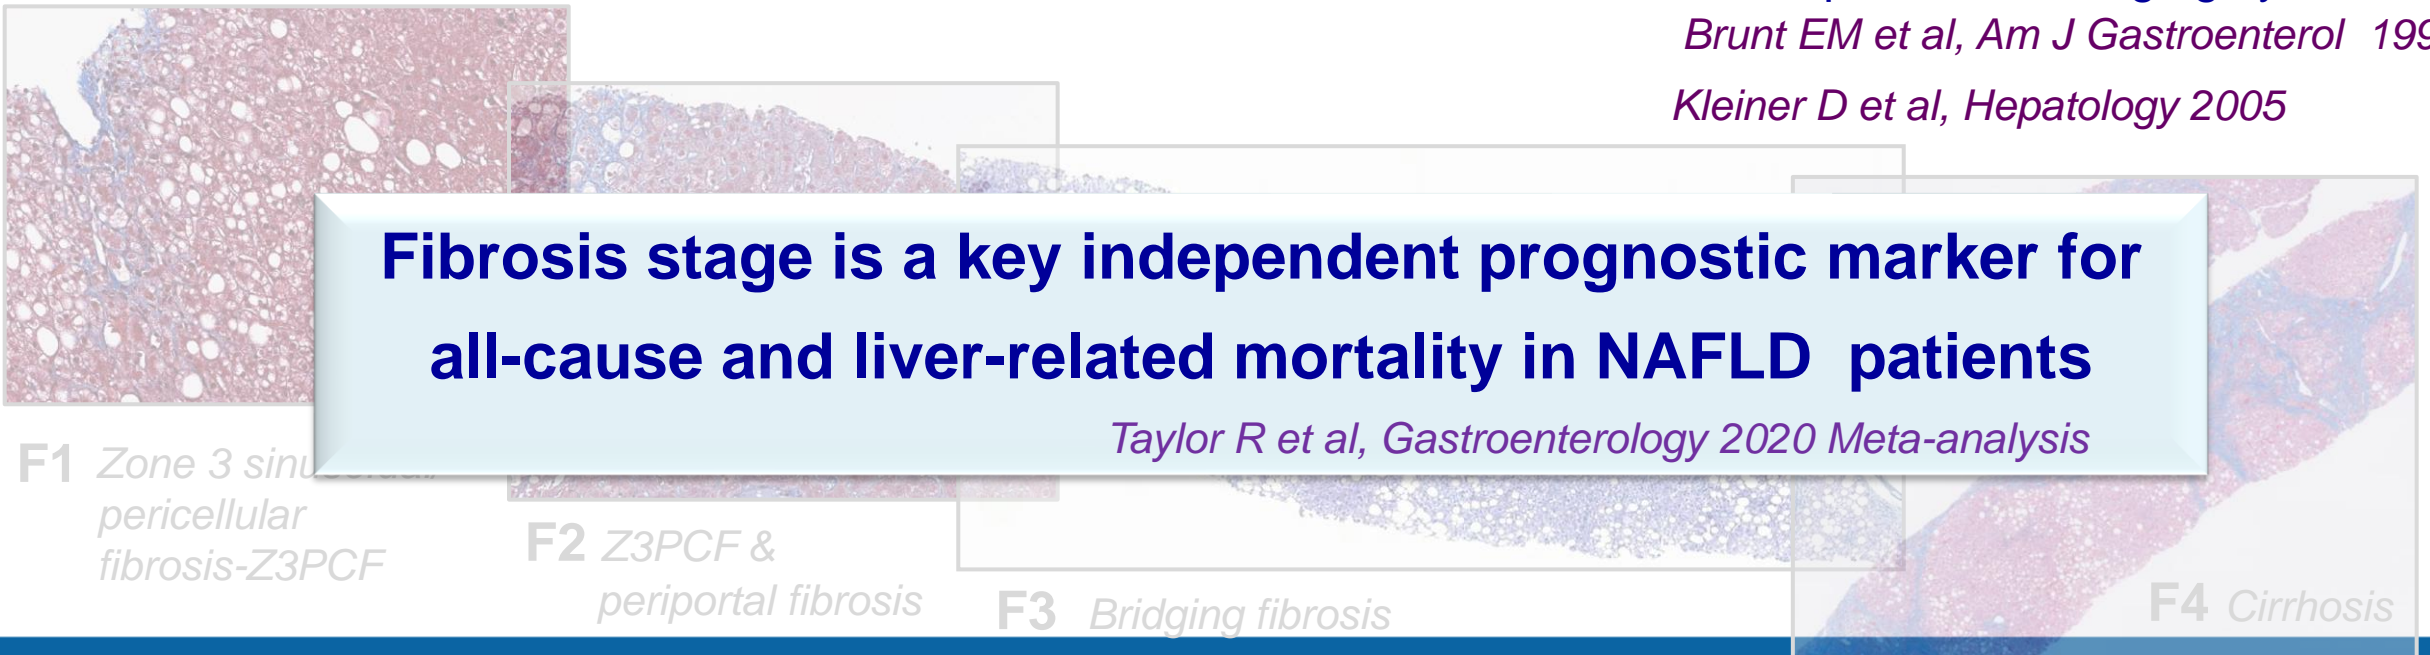 Brunt EM et al, Am J Gastroenterol 199
Kleiner D et al, Hepatology 2005
Fibrosis stage is a key independent prognostic marker for
all-cause and liver-related mortality in NAFLD patients
Taylor R et al, Gastroenterology 2020 Meta-analysis
F1 Zone 3
pericellular
fibrosis-Z3PCF
F2 Z3PCF &
periportal fibrosis
F3 Bridging fibrosis
F4 Cirrhosis